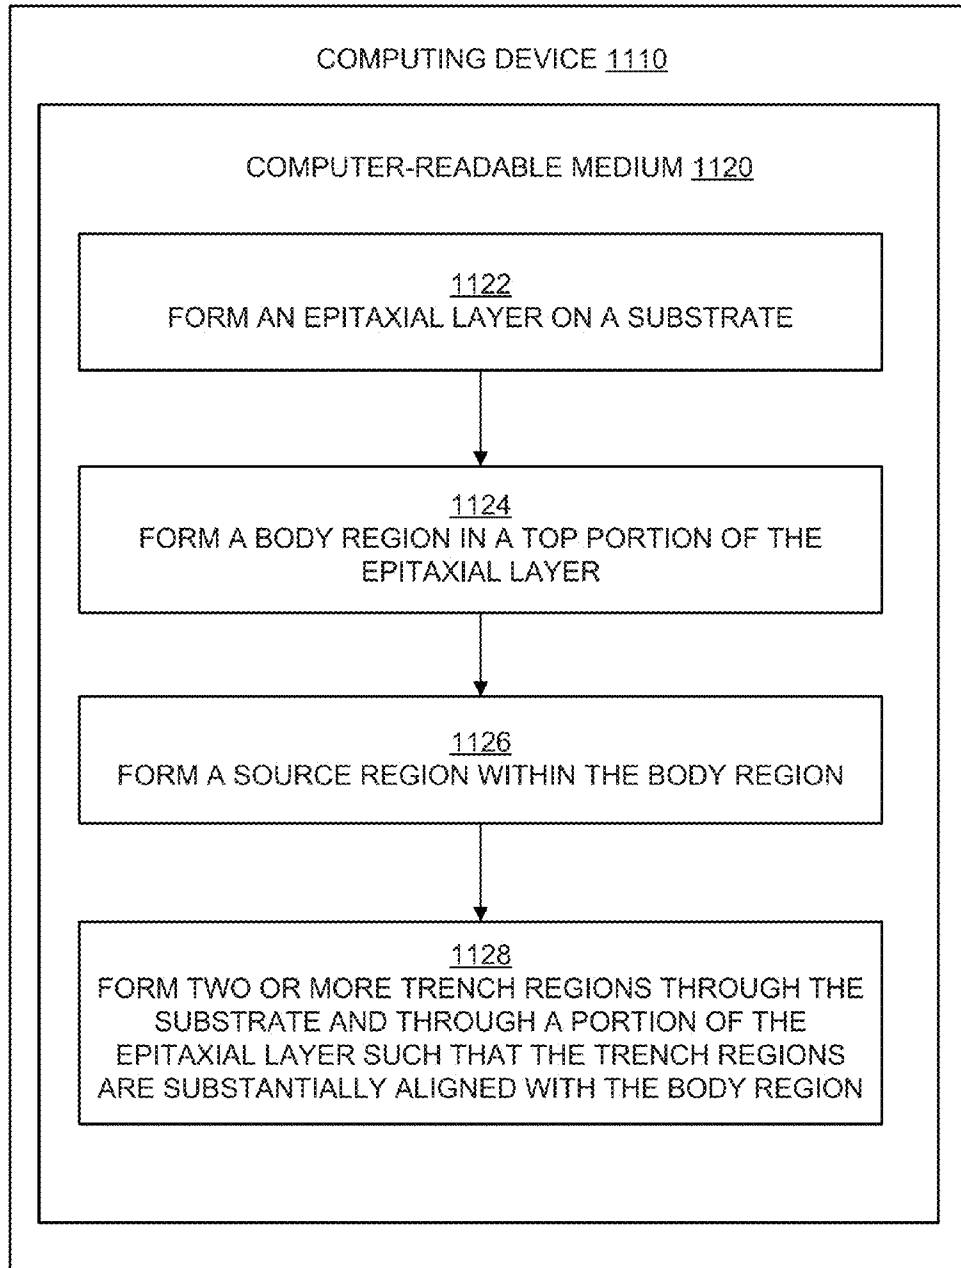 COMPUTING DEVICE 1110
COMPUTER-READABLE MEDIUM 1120
1122
FORM AN EPITAXIAL LAYER ON A SUBSTRATE
1124
FORM A BODY REGION IN A TOP PORTION OF THE
EPITAXIAL LAYER
1126
FORM A SOURCE REGION WITHIN THE BODY REGION
1128
FORM TWO OR MORE TRENCH REGIONS THROUGH THE
SUBSTRATE AND THROUGH A PORTION OF THE
EPITAXIAL LAYER SUCH THAT THE TRENCH REGIONS
ARE SUBSTANTIALLY ALIGNED WITH THE BODY REGION